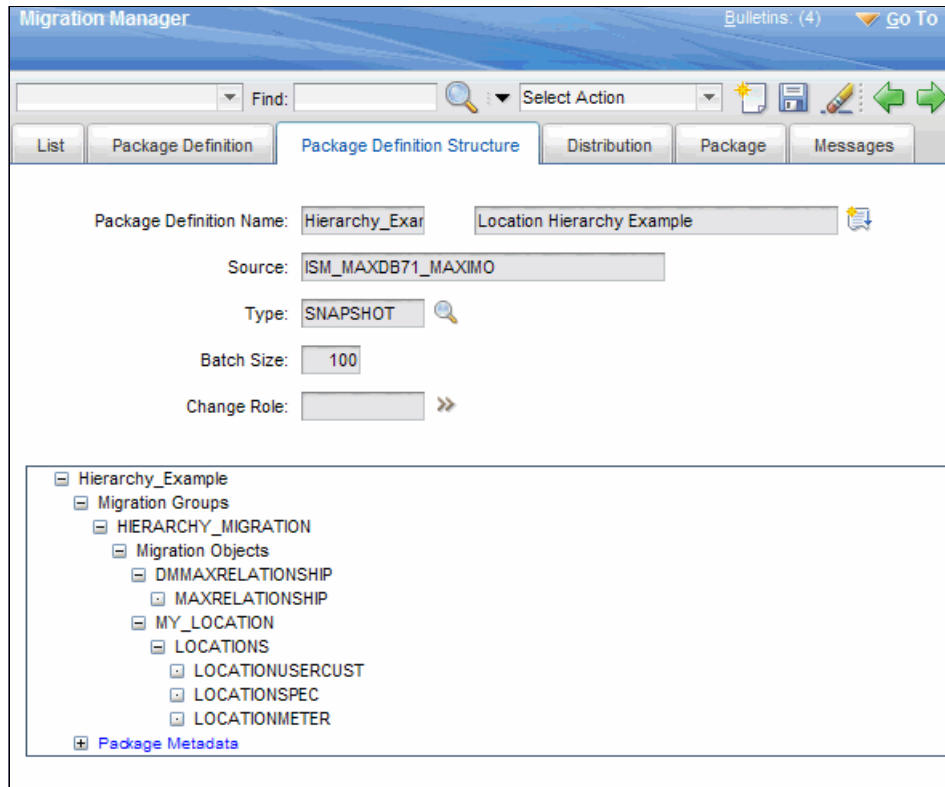 Migration Manager Bulletins: (4) Go To
Find: Select Action
List Package Definition Package Definition Structure Distribution Package Messages
Package Definition Name: Hierarchy_Exar Location Hierarchy Example
Source: ISM_MAXDB71_MAXIMO
Type: SNAPSHOT
Batch Size: 100
Change Role:
Hierarchy_Example
Migration Groups
HIERARCHY_MIGRATION
Migration Objects
DMMAXRELATIONSHIP
MAXRELATIONSHIP
MY_LOCATION
LOCATIONS
LOCATIONUSERCUST
LOCATIONSPEC
LOCATIONMETER
Package Metadata